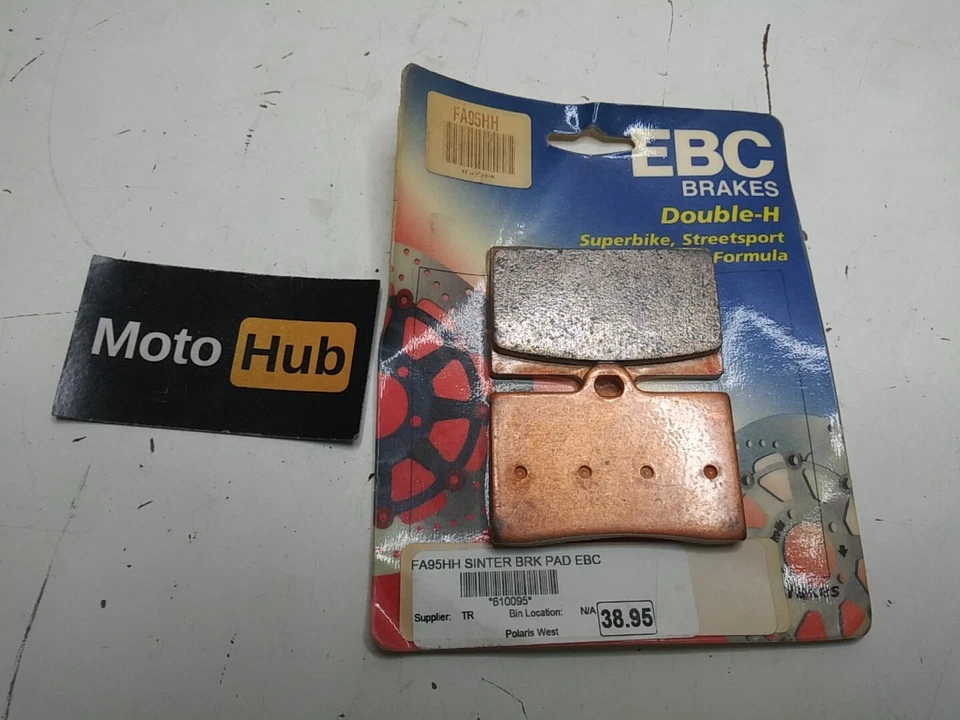 FA95HH
EBC
BRAKES
Double-H
Superbike, Streetsport
Formula
Moto Hub
FA95HH SINTER BRK PAD EBC
*610095*
Supplier: TR Bin Location: N/A 38.95
Polaris West